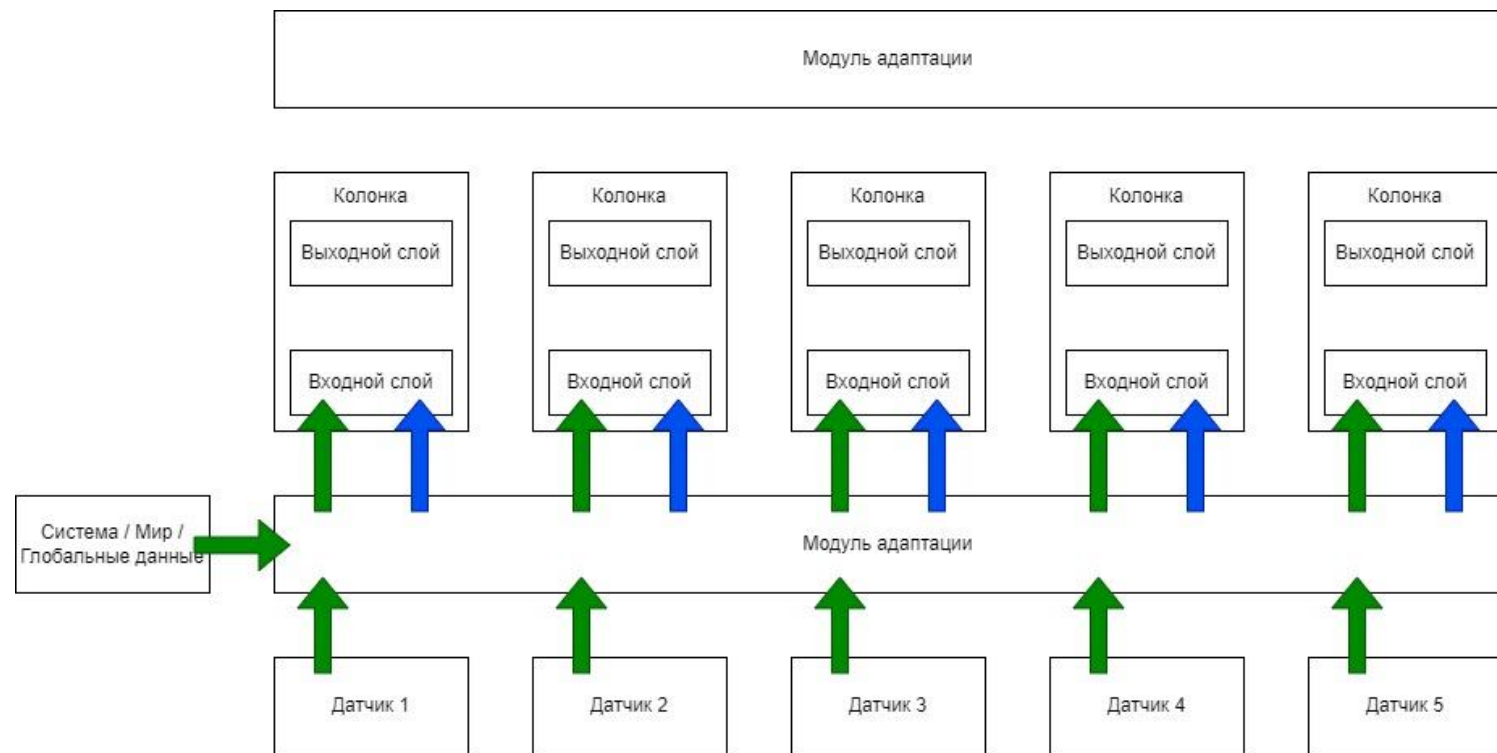 Модуль адаптации
Колонка Колонка Колонка Колонка Колонка
Выходной слой Выходной слой Выходной слой Выходной слой Выходной слой
Входной слой Входной слой Входной слой Входной слой Входной слой
Система / Мир /
Глобальные данные
Модуль адаптации
Датчик 1 Датчик 2 Датчик 3 Датчик 4 Датчик 5